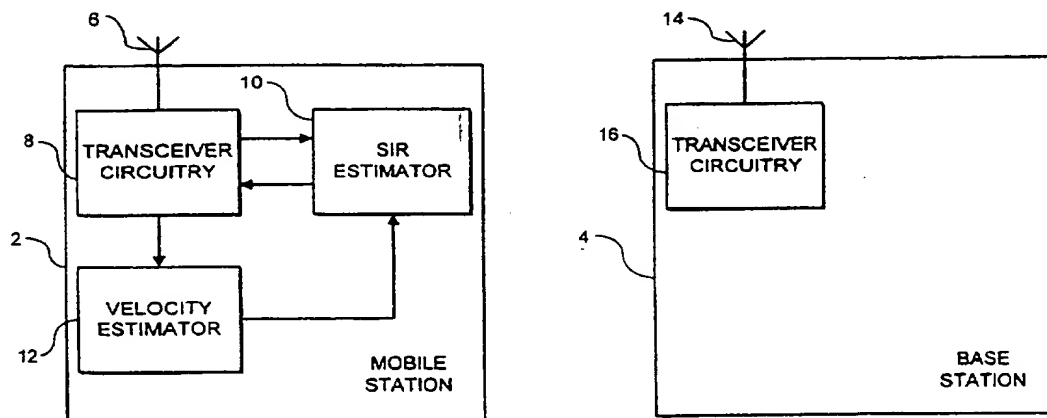 6
14
10
8
TRANSCEIVER
CIRCUITRY
SIR
ESTIMATOR
16
TRANSCEIVER
CIRCUITRY
2
4
VELOCITY
ESTIMATOR
12
MOBILE
STATION
BASE
STATION